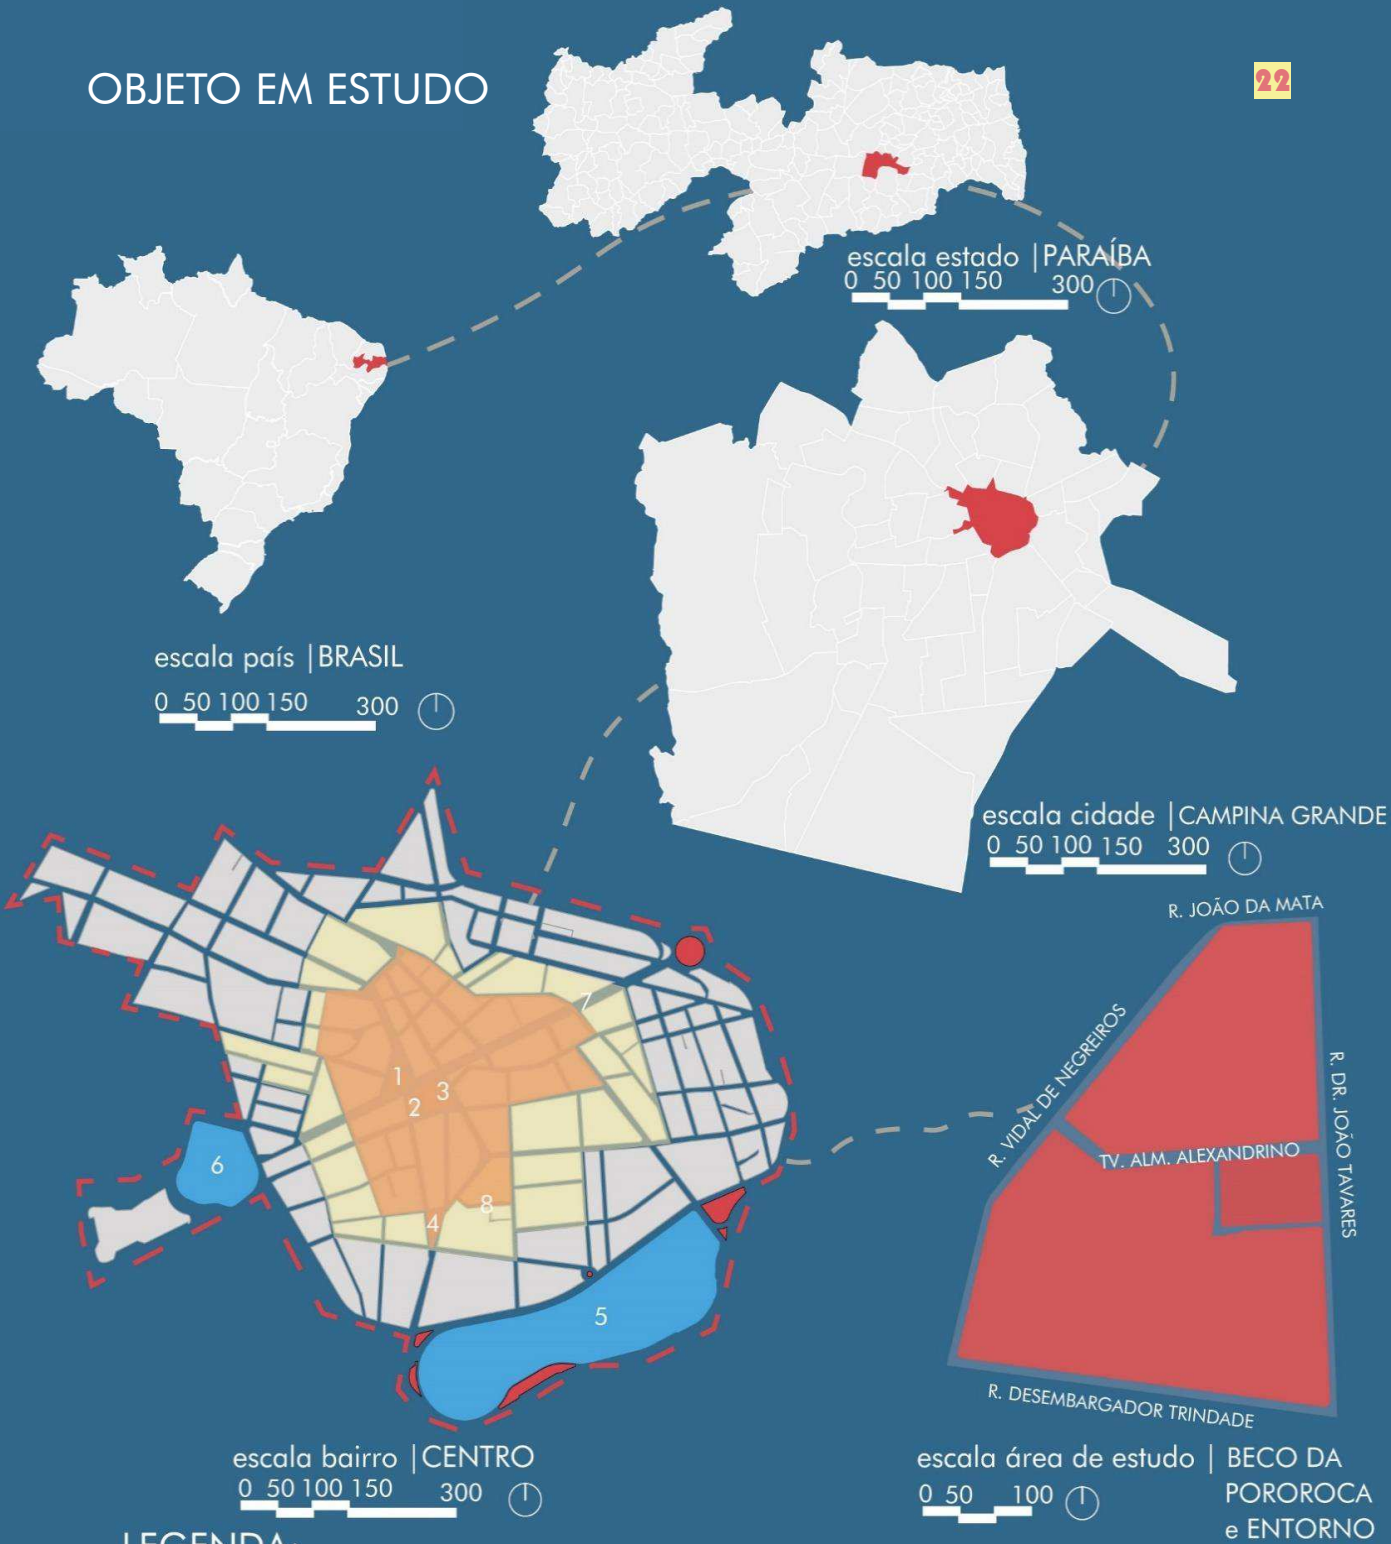 OBJETO EM ESTUDO
22
escala estado |PARAÍBA
0 50 100 150 300
escala país |BRASIL
0 50 100 150 300
escala cidade |CAMPINA GRANDE
0 50 100 150 300
7
1
3
2
6
8
4
5
escala bairro |CENTRO
0 50 100 150 300
R. JOÃO DA MATA
R. VIDAL DE NEGREIROS
R. DR. JOÃO TAVARES
TV. ALM. ALEXANDRINO
R. DESEMBARGADOR TRINDADE
escala área de estudo | BECO DA
POROROCA
e ENTORNO
0 50 100
LEGENDA: